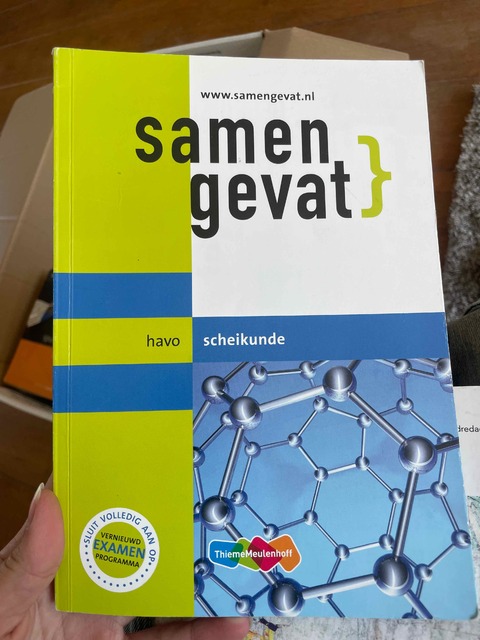 www.samengevat.nl
samen
gevat}
havo scheikunde
SLUIT VOLLEDIG AAN OP
VERNIEUWD
EXAMEN
PROGRAMMA
ThiemeMeulenhoff